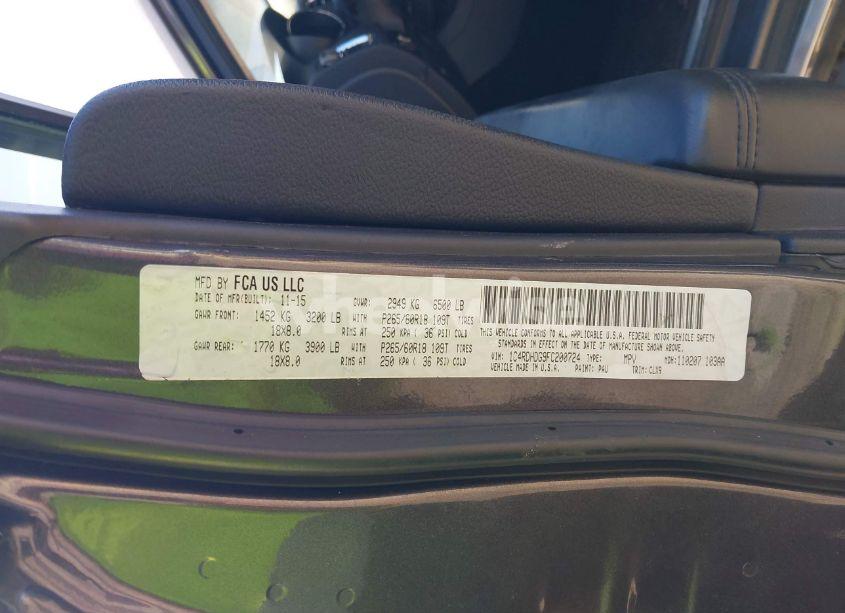 MFD BY FCA US LLC
DATE OF MFR(BUILT): 11-15 GVWR: 2949 KG 6500 LB
GAWR FRONT: 1452 KG 3200 LB WITH P265/60R18 109T TIRES
18X8.0 RIMS AT 250 KPA ( 36 PSI) COLD
GAWR REAR: 1770 KG 3900 LB WITH P265/60R18 109T TIRES
18X8.0 RIMS AT 250 KPA ( 36 PSI) COLD
THIS VEHICLE CONFORMS TO ALL APPLICABLE U.S.A. FEDERAL MOTOR VEHICLE SAFETY
STANDARDS IN EFFECT ON THE DATE OF MANUFACTURE SHOWN ABOVE.
VIN: 1C4RDHDG9FC200724 TYPE: MPV MDH:110207 103AA
VEHICLE MADE IN U.S.A. PAINT: PAU TRIM: CLX9